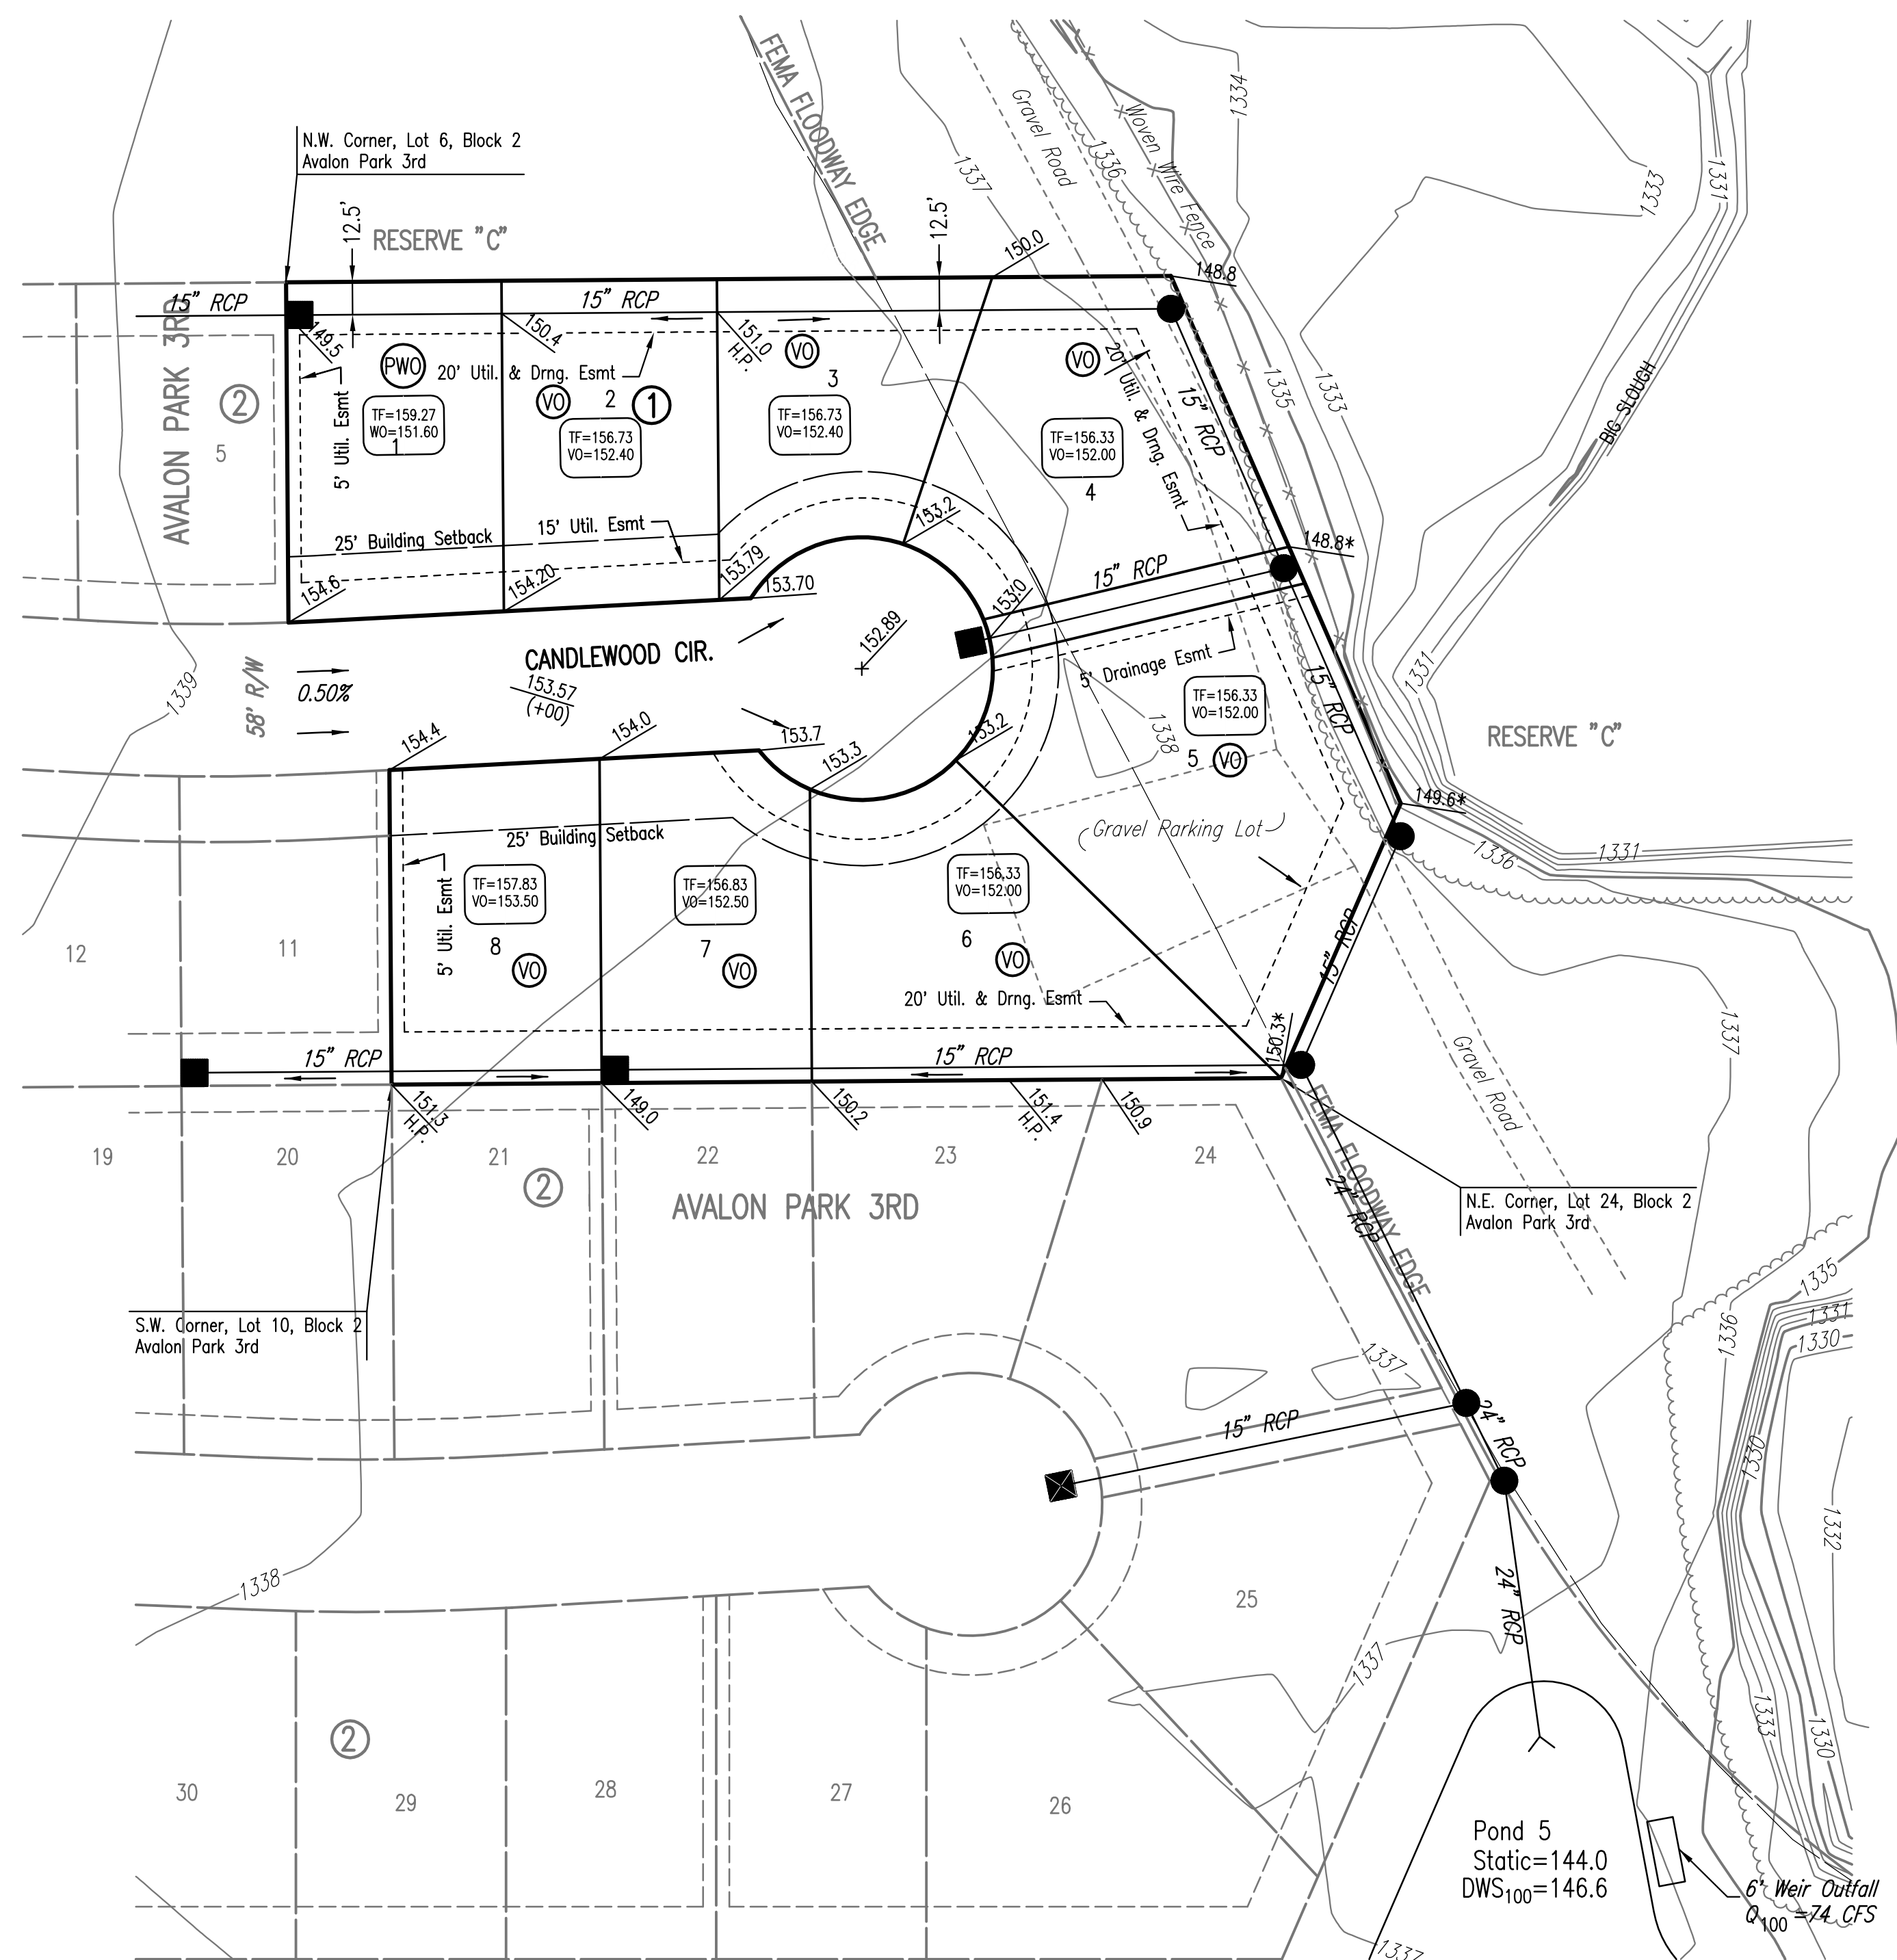 FEMA FLOODWAY EDGE
Gravel Road
1337
1336
Woven Wire Fence
1334
1333
1331
N.W. Corner, Lot 6, Block 2
Avalon Park 3rd
12.5'
RESERVE "C"
12.5'
150.0
148.8
15" RCP
15" RCP
149.5
150.4
151.0
H.P.
AVALON PARK 3RD
2
5
PWO
20' Util. & Drng. Esmt
VO
2
1
VO
3
VO
20' Util. & Drng. Esmt
15" RCP
1335
1333
BIG SLOUGH
TF=159.27
WO=151.60
1
TF=156.73
VO=152.40
TF=156.73
VO=152.40
TF=156.33
VO=152.00
4
5' Util. Esmt
25' Building Setback
15' Util. Esmt
154.6
154.20
153.79
153.70
153.2
148.8*
15" RCP
153.0
152.89
1339
58' R/W
0.50%
CANDLEWOOD CIR.
153.57
(+00)
5' Drainage Esmt
15" RCP
1331
1338
TF=156.33
VO=152.00
5
VO
RESERVE "C"
154.4
154.0
153.7
153.3
153.2
149.6*
Gravel Parking Lot
1336
1331
25' Building Setback
5' Util. Esmt
TF=157.83
VO=153.50
8
VO
TF=156.83
VO=152.50
7
VO
TF=156.33
VO=152.00
6
VO
12
11
15" RCP
20' Util. & Drng. Esmt
150.3*
15" RCP
15" RCP
151.3
H.P.
149.0
150.2
151.4
H.P.
150.9
Gravel Road
1337
19
20
21
22
23
24
2
AVALON PARK 3RD
FEMA FLOODWAY EDGE
24" RCP
N.E. Corner, Lot 24, Block 2
Avalon Park 3rd
S.W. Corner, Lot 10, Block 2
Avalon Park 3rd
1335
1336
1331
1330
1337
15" RCP
24" RCP
1330
1332
1338
24" RCP
25
1337
1333
1330
2
30
29
28
27
26
Pond 5
Static=144.0
DWS100=146.6
6' Weir Outfall
Q100 =74 CFS
1337